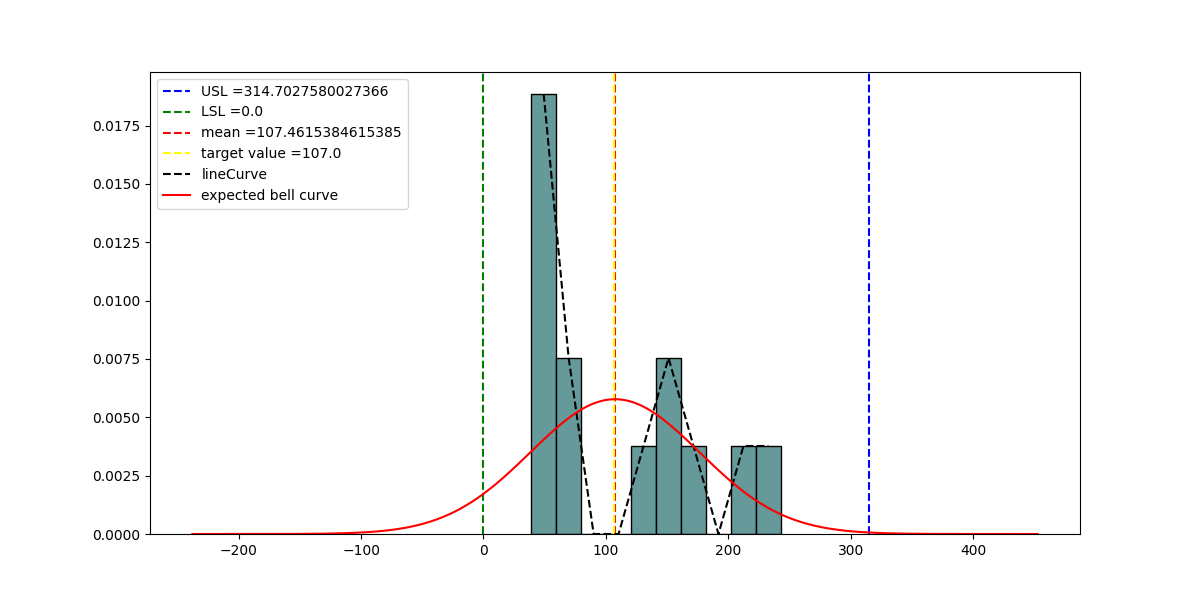 USL =314.7027580027366
LSL =0.0
mean =107.4615384615385
target value =107.0
lineCurve
expected bell curve
0.0175
0.0150
0.0125
0.0100
0.0075
0.0050
0.0025
0.0000
−200 −100 0 100 200 300 400